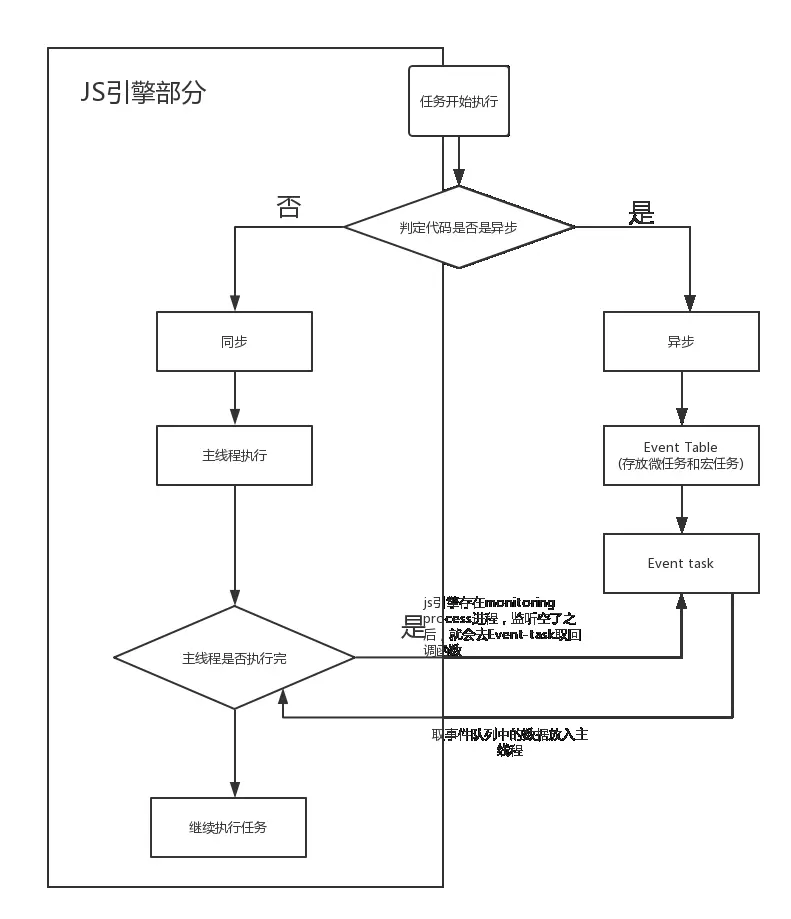 JS引擎部分
任务开始执行
否
是
判定代码是否是异步
同步
异步
主线程执行
Event Table
(存放微任务和宏任务)
Event task
js引擎存在monitoring
process进程，监听空了之
后，就会去Event-task取回
调函数
是
主线程是否执行完
取事件队列中的数据放入主
线程
继续执行任务